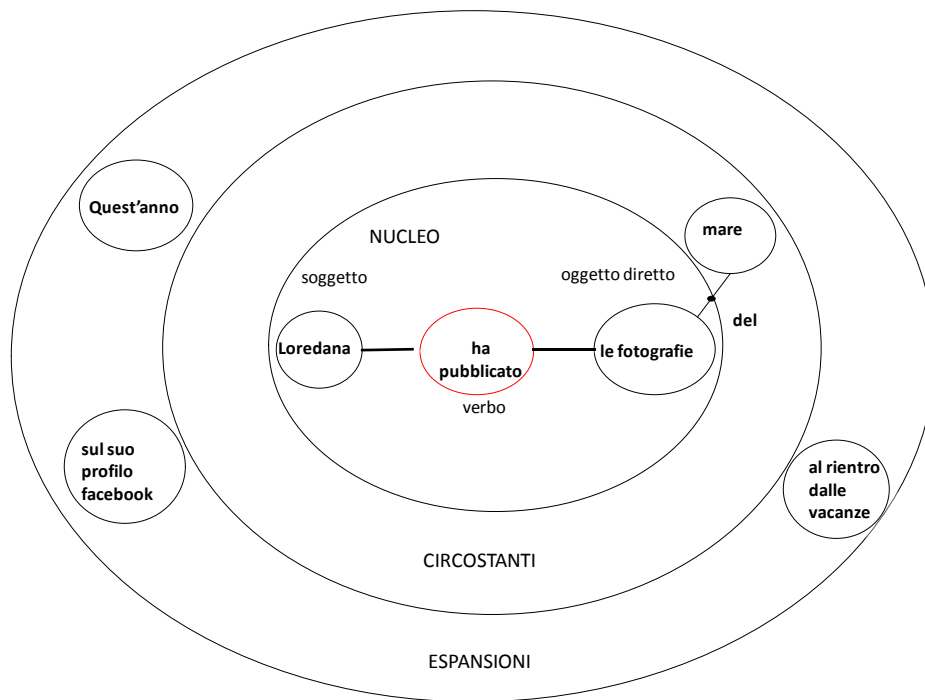 Quest'anno
NUCLEO
mare
soggetto
oggetto diretto
del
Loredana
ha
pubblicato
le fotografie
verbo
sul suo
profilo
facebook
al rientro
dalle
vacanze
CIRCOSTANTI
ESPANSIONI